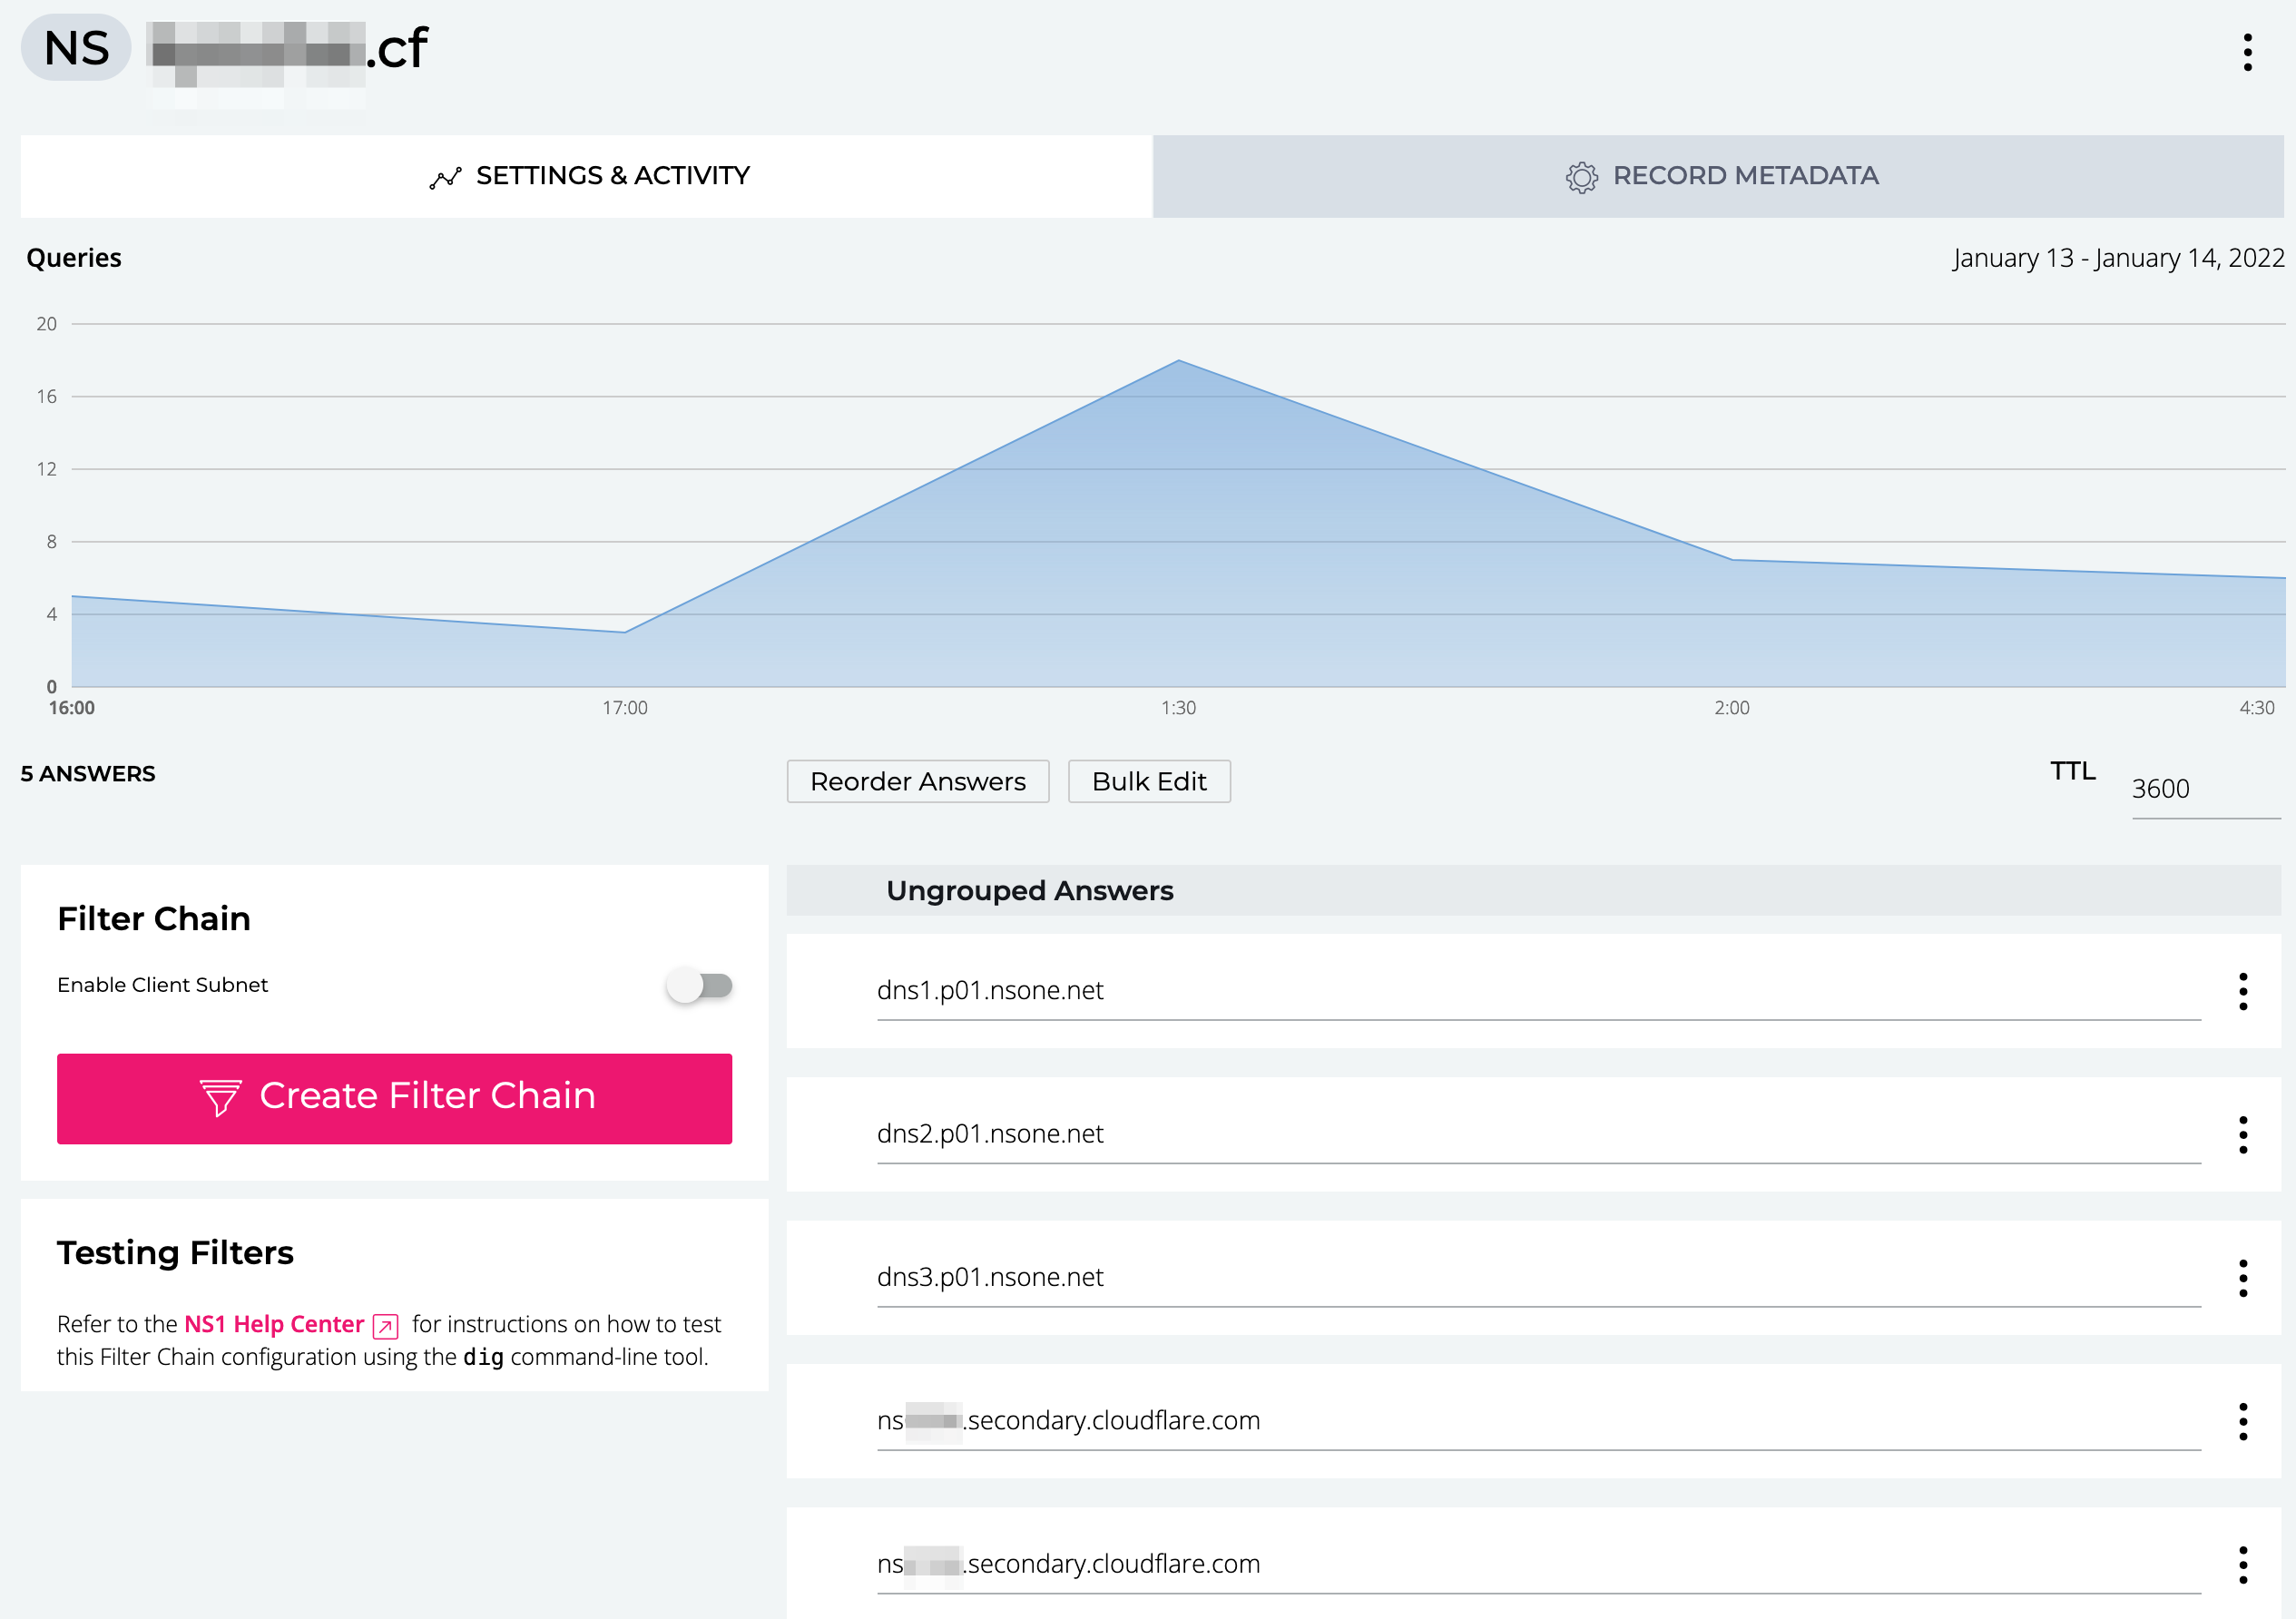 NS .cf
SETTINGS & ACTIVITY
RECORD METADATA
Queries
January 13 - January 14, 2022
20
16
12
8
4
0
16:00 17:00 1:30 2:00 4:30
5 ANSWERS
Reorder Answers
Bulk Edit
TTL
3600
Filter Chain
Enable Client Subnet
Create Filter Chain
Testing Filters
Refer to the NS1 Help Center for instructions on how to test
this Filter Chain configuration using the dig command-line tool.
Ungrouped Answers
dns1.p01.nsone.net
dns2.p01.nsone.net
dns3.p01.nsone.net
ns .secondary.cloudflare.com
ns .secondary.cloudflare.com